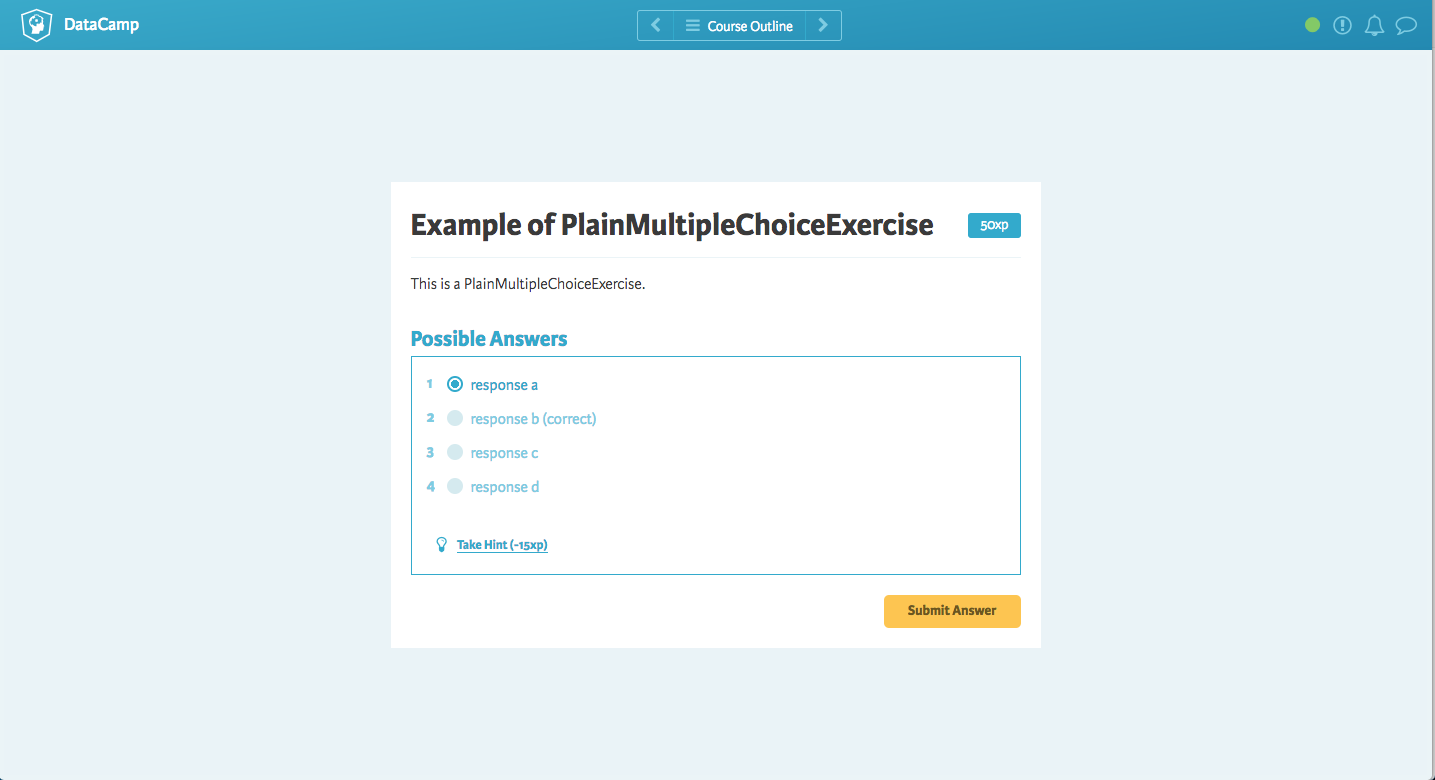 DataCamp
Course Outline
Example of PlainMultipleChoiceExercise
50xp
This is a PlainMultipleChoiceExercise.
Possible Answers
1 response a
2 response b (correct)
3 response c
4 response d
Take Hint (-15xp)
Submit Answer